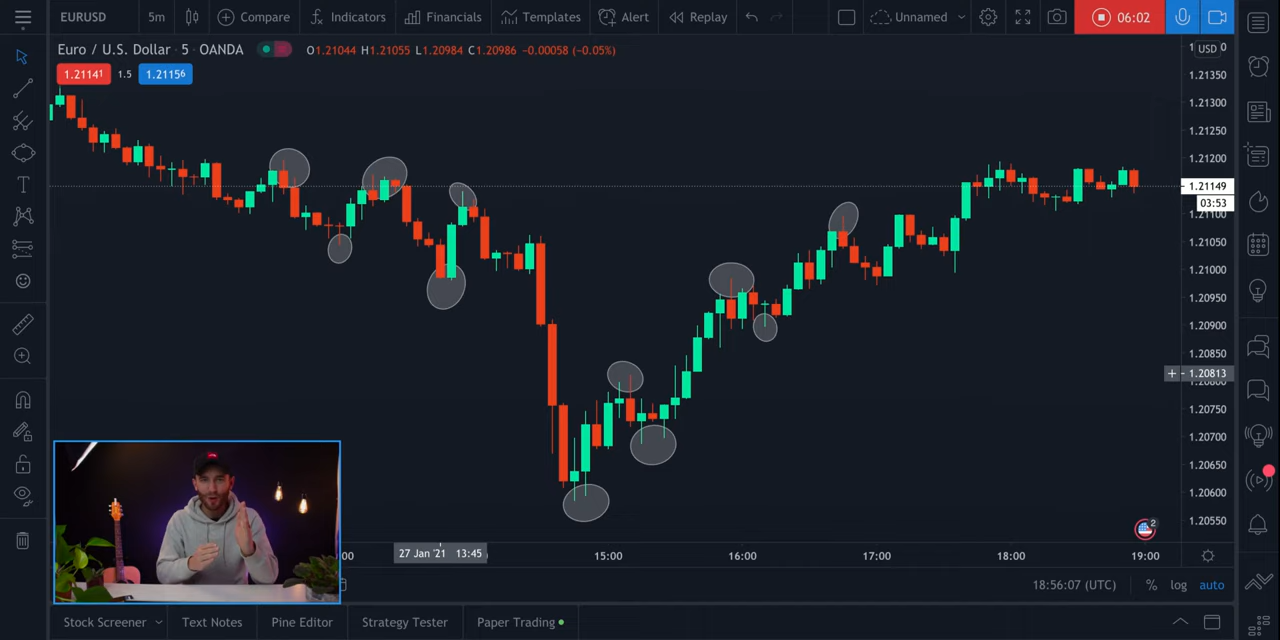 EURUSD 5m Compare Indicators Financials Templates Alert Replay Unnamed 06:02
Euro / U.S. Dollar · 5 · OANDA O1.21044 H1.21055 L1.20984 C1.20986 -0.00058 (-0.05%)
1.21141 1.5 1.21156
USD
1.21350
1.21300
1.21250
1.21200
1.21149
03:53
1.21100
1.21050
1.21000
1.20950
1.20900
1.20850
+ 1.20813
1.20750
1.20700
1.20650
1.20600
1.20550
2
:00 27 Jan '21 13:45 15:00 16:00 17:00 18:00 19:00
18:56:07 (UTC) % log auto
Stock Screener Text Notes Pine Editor Strategy Tester Paper Trading